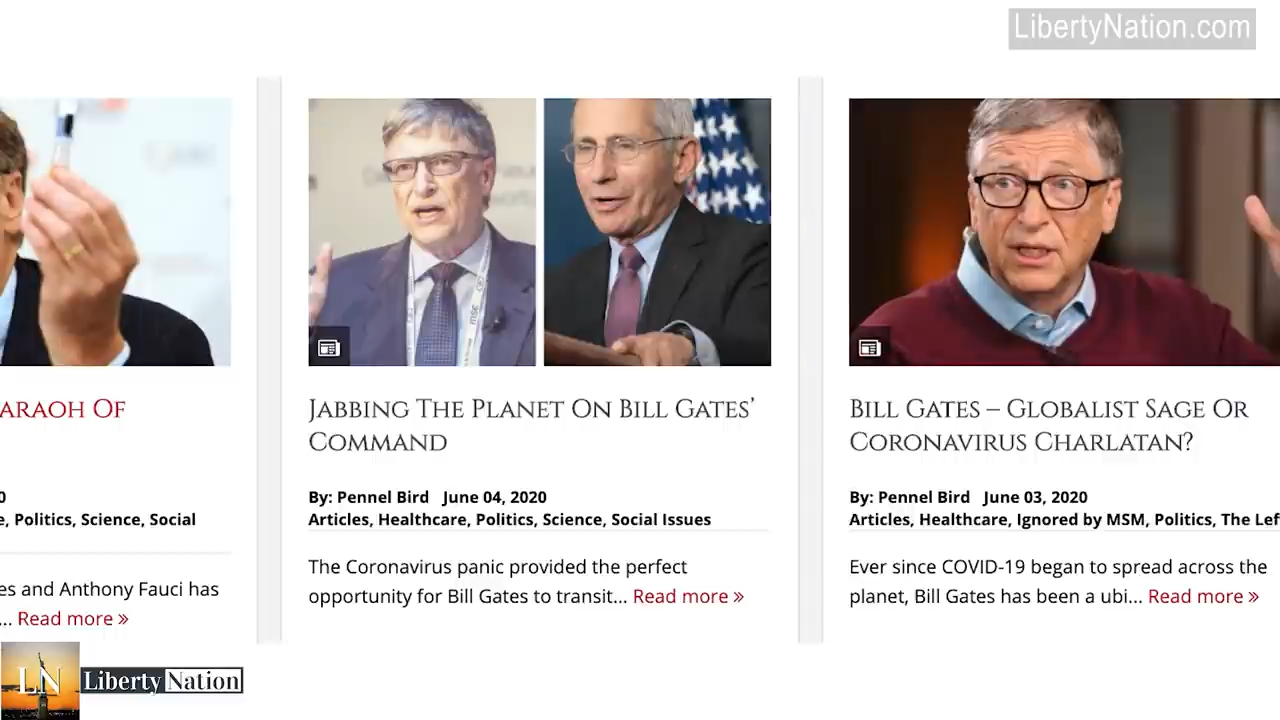 LibertyNation.com
ARAOH OF
0
e, Politics, Science, Social
es and Anthony Fauci has
... Read more »
JABBING THE PLANET ON BILL GATES’
COMMAND
By: Pennel Bird June 04, 2020
Articles, Healthcare, Politics, Science, Social Issues
The Coronavirus panic provided the perfect
opportunity for Bill Gates to transit... Read more »
BILL GATES – GLOBALIST SAGE OR
CORONAVIRUS CHARLATAN?
By: Pennel Bird June 03, 2020
Articles, Healthcare, Ignored by MSM, Politics, The Lef
Ever since COVID-19 began to spread across the
planet, Bill Gates has been a ubi... Read more »
LN Liberty Nation